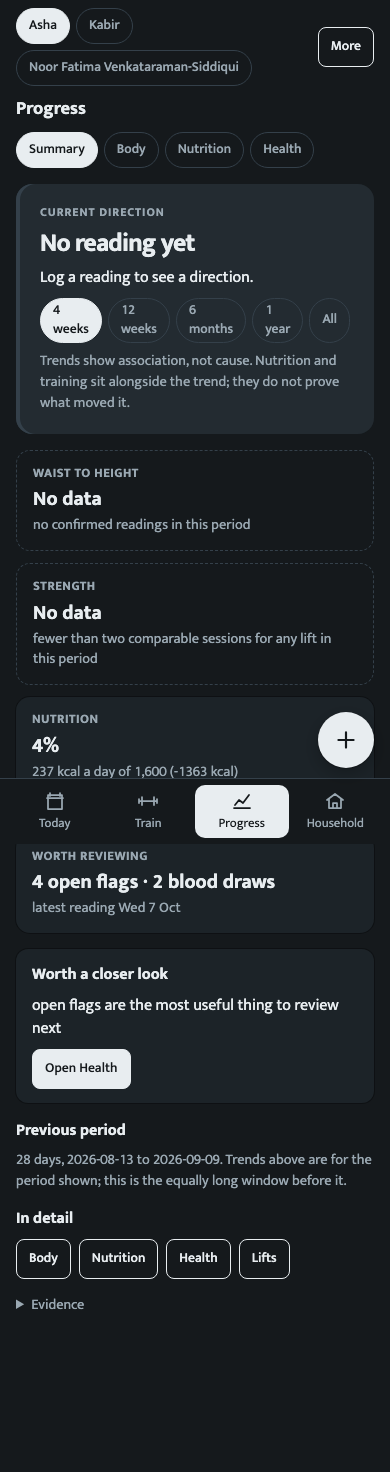 Asha
Kabir
More
Noor Fatima Venkataraman-Siddiqui
Progress
Summary
Body
Nutrition
Health
CURRENT DIRECTION
No reading yet
Log a reading to see a direction.
4
weeks
12
weeks
6
months
1
year
All
Trends show association, not cause. Nutrition and
training sit alongside the trend; they do not prove
what moved it.
WAIST TO HEIGHT
No data
no confirmed readings in this period
STRENGTH
No data
fewer than two comparable sessions for any lift in
this period
NUTRITION
4%
237 kcal a day of 1,600 (-1363 kcal)
Today
Train
Progress
Household
WORTH REVIEWING
4 open flags · 2 blood draws
latest reading Wed 7 Oct
Worth a closer look
open flags are the most useful thing to review
next
Open Health
Previous period
28 days, 2026-08-13 to 2026-09-09. Trends above are for the
period shown; this is the equally long window before it.
In detail
Body
Nutrition
Health
Lifts
Evidence